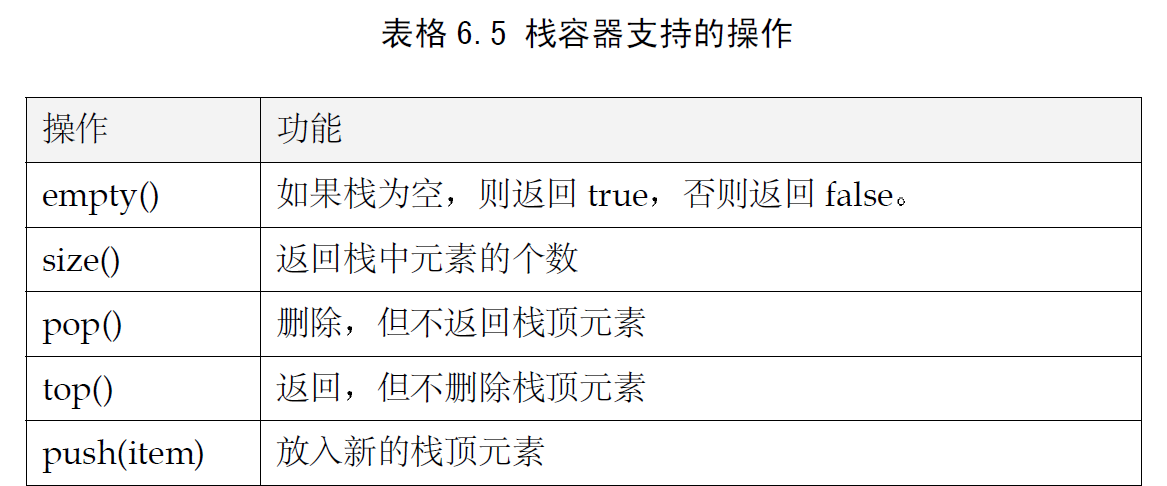 表格 6.5 栈容器支持的操作
操作 功能
empty() 如果栈为空，则返回 true，否则返回 false。
size() 返回栈中元素的个数
pop() 删除，但不返回栈顶元素
top() 返回，但不删除栈顶元素
push(item) 放入新的栈顶元素